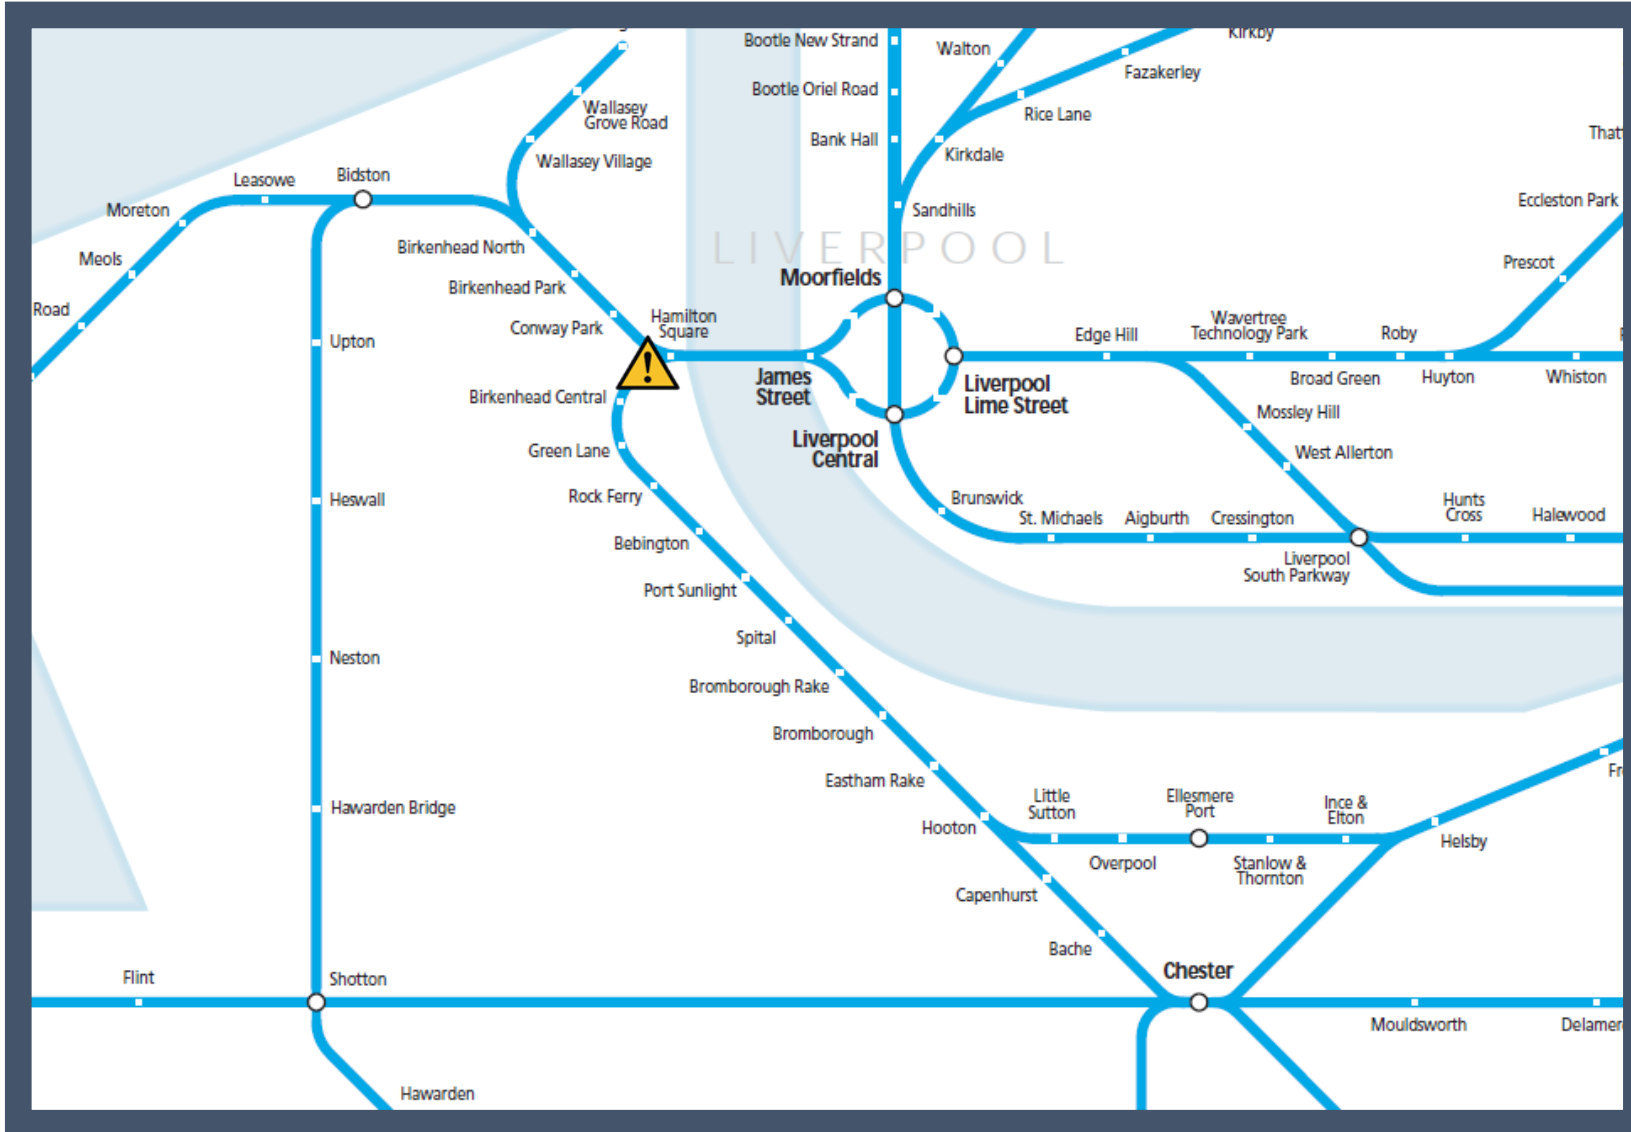 Bootle New Strand
Walton
Kirkby
Fazakerley
Bootle Oriel Road
Wallasey
Grove Road
Rice Lane
Bank Hall
Kirkdale
Wallasey Village
Bidston
Leasowe
Moreton
Eccleston Park
Sandhills
LIVERPOOL
Birkenhead North
Meols
Prescot
Moorfields
Birkenhead Park
Road
Hamilton
Square
Conway Park
Edge Hill
Wavertree
Technology Park
Roby
Upton
James
Street
Liverpool
Lime Street
Broad Green
Huyton
Whiston
Birkenhead Central
Mossley Hill
Green Lane
Liverpool
Central
West Allerton
Rock Ferry
Heswall
Brunswick
St. Michaels
Aigburth
Cressington
Hunts
Cross
Halewood
Bebington
Liverpool
South Parkway
Port Sunlight
Spital
Neston
Bromborough Rake
Bromborough
Eastham Rake
Little
Sutton
Ellesmere
Port
Ince &
Elton
Hawarden Bridge
Hooton
Helsby
Overpool
Stanlow &
Thornton
Capenhurst
Bache
Chester
Flint
Shotton
Mouldsworth
Delamer
Hawarden